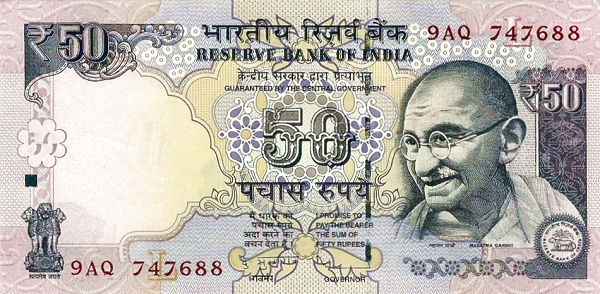 ₹50
भारतीय रिज़र्व बैंक
9AQ 747688
RESERVE BANK OF INDIA
केन्द्रीय सरकार द्वारा प्रत्याभूत
GUARANTEED BY THE CENTRAL GOVERNMENT
₹50
50
पचास रुपये
मैं धारक को
पचास रुपये
अदा करने का
वचन देता हूँ
I PROMISE TO
PAY THE BEARER
THE SUM OF
FIFTY RUPEES
महात्मा गांधी MAHATMA GANDHI
सत्यमेव जयते
9AQ 747688
L
L
गवर्नर GOVERNOR